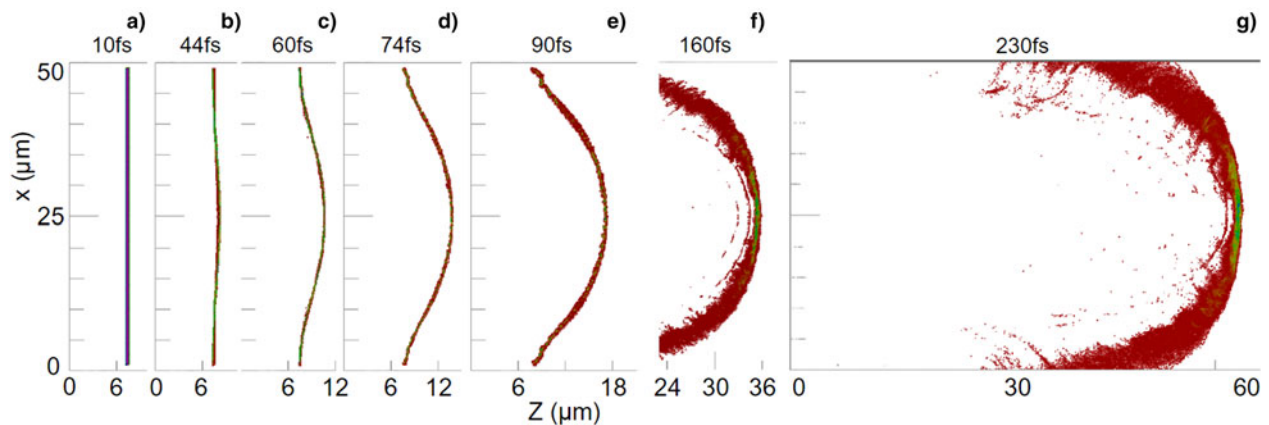 a) b) c) d) e) f) g)
10fs 44fs 60fs 74fs 90fs 160fs 230fs
50
x (µm)
25
0
0 6 6 6 12 6 12 6 18 24 30 36 0 30 60
Z (µm)